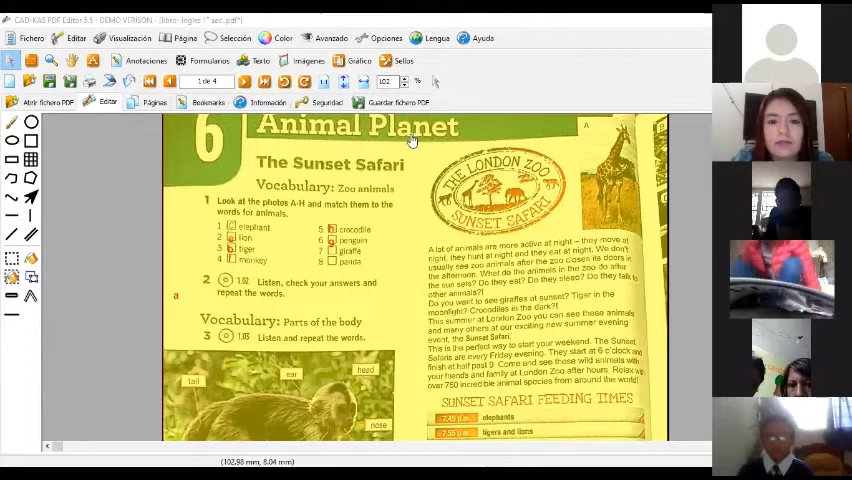 CAD-KAS PDF Editor 5.5 - DEMO VERISON - [libro- ingles 1° sec..pdf*]
Fichero Editar Visualización Página Selección Color Avanzado Opciones Lengua Ayuda
Anotaciones Formularios Texto Imágenes Gráfico Sellos
1 de 4 102 %
Abrir fichero PDF Editar Páginas Bookmarks Información Seguridad Guardar fichero PDF
6 Animal Planet
The Sunset Safari
Vocabulary: Zoo animals
1 Look at the photos A-H and match them to the
words for animals.
1 C elephant
2 e lion
3 b tiger
4 f monkey
5 h crocodile
6 g penguin
7 giraffe
8 panda
2 1.02 Listen, check your answers and
repeat the words.
a
Vocabulary: Parts of the body
3 1.03 Listen and repeat the words.
tail
ear
head
nose
THE LONDON ZOO
SUNSET SAFARI
A
B
A lot of animals are more active at night – they move at
night, they hunt at night and they eat at night. We don't
usually see zoo animals after the zoo closes its doors in
the afternoon. What do the animals in the zoo do after
the sun sets? Do they eat? Do they sleep? Do they talk to
other animals?!
Do you want to see giraffes at sunset? Tiger in the
moonlight? Crocodiles in the dark?!
This summer at London Zoo you can see these animals
and many others at our exciting new summer evening
event, the Sunset Safari.
This is the perfect way to start your weekend. The Sunset
Safaris are every Friday evening. They start at 6 o'clock and
finish at half past 9. Come and see these wild animals with
your friends and family at London Zoo after hours. Relax with
over 750 incredible animal species from around the world!
SUNSET SAFARI FEEDING TIMES
7.45 p.m. elephants
7.55 p.m. tigers and lions
(102.98 mm, 8.04 mm)